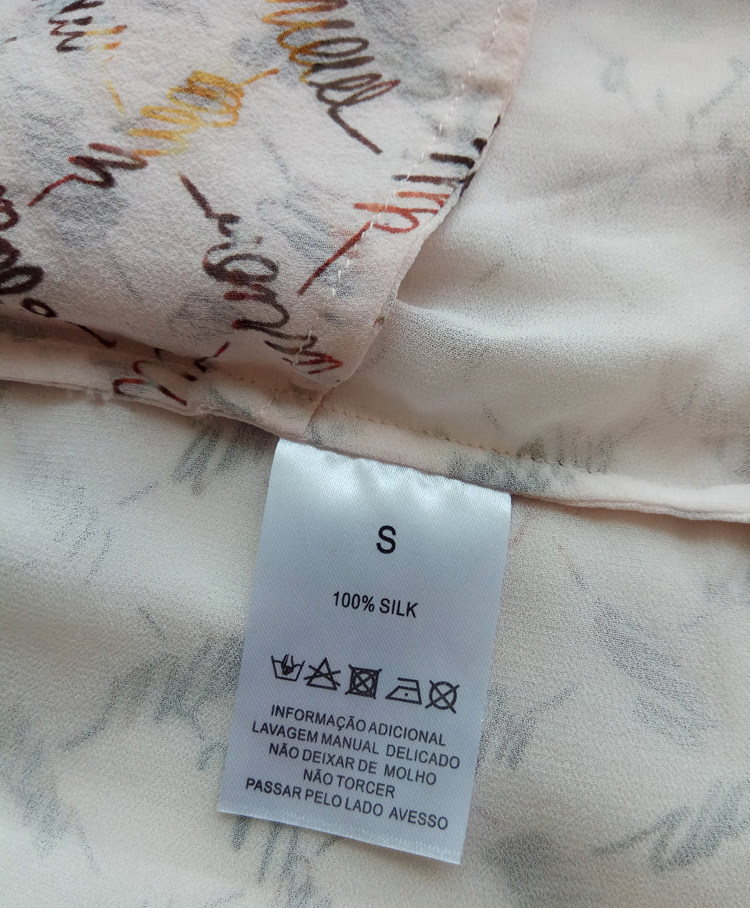 S
100% SILK
INFORMAÇÃO ADICIONAL
LAVAGEM MANUAL DELICADO
NÃO DEIXAR DE MOLHO
NÃO TORCER
PASSAR PELO LADO AVESSO